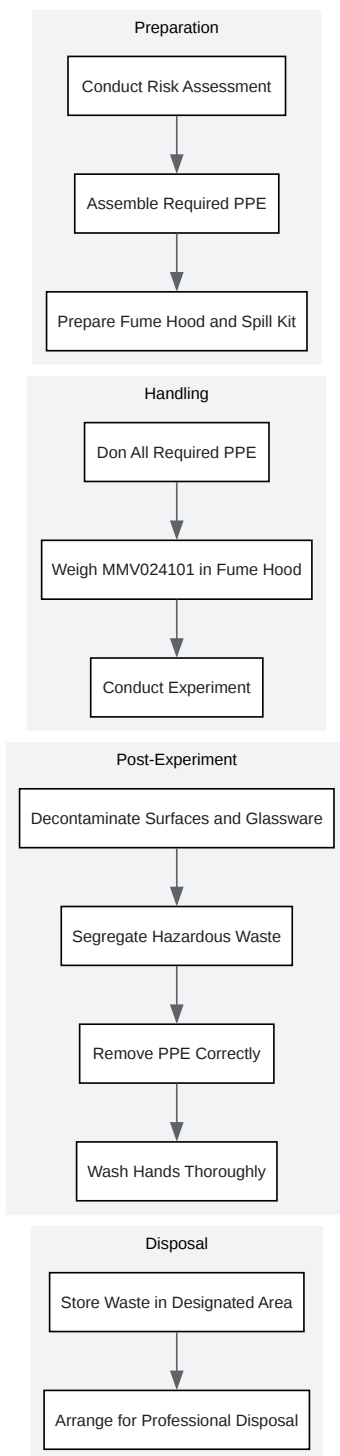 Preparation
Conduct Risk Assessment
Assemble Required PPE
Prepare Fume Hood and Spill Kit
Handling
Don All Required PPE
Weigh MMV024101 in Fume Hood
Conduct Experiment
Post-Experiment
Decontaminate Surfaces and Glassware
Segregate Hazardous Waste
Remove PPE Correctly
Wash Hands Thoroughly
Disposal
Store Waste in Designated Area
Arrange for Professional Disposal